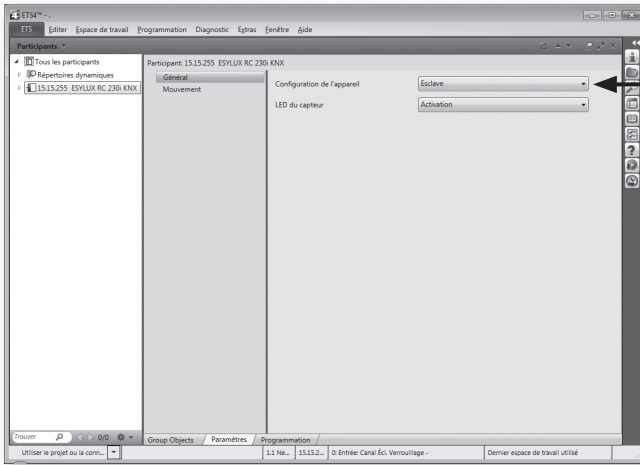 ETS4™ - .
ETS Editer Espace de travail Programmation Diagnostic Extras Fenêtre Aide
Participants
Tous les participants
Répertoires dynamiques
15.15.255 ESYLUX RC 230i KNX
Participant: 15.15.255 ESYLUX RC 230i KNX
Général
Mouvement
Configuration de l'appareil Esclave
LED du capteur Activation
Trouver 0/0
Group Objects Paramètres Programmation
Utiliser le projet ou la conn... 1.1 Ne... 15.15.2... 0: Entrée: Canal Écl. Verrouillage - Dernier espace de travail utilisé